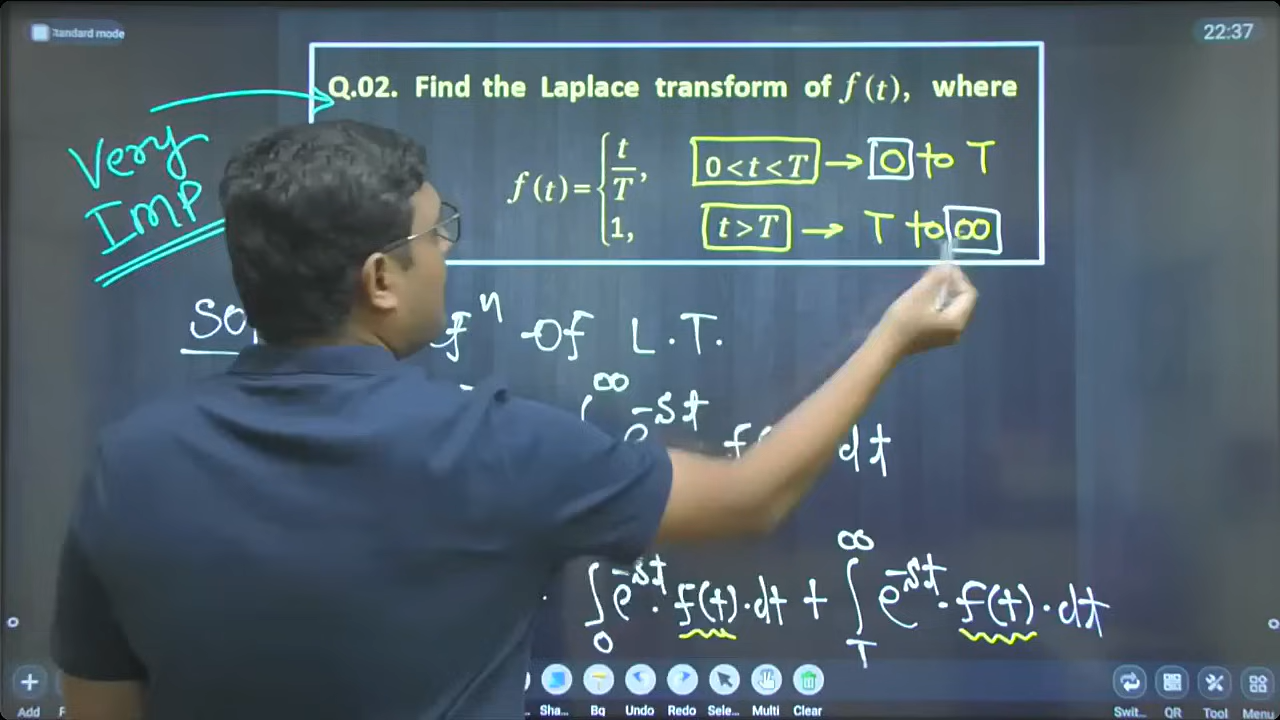 Standard mode
22:37
Q.02. Find the Laplace transform of f(t), where
Very
IMP
f(t) = { t/T, 0 < t < T → 0 to T
1, t > T → T to ∞
fⁿ of L.T.
∞ e^-st dt
∫₀ e^-st · f(t) · dt + ∫_T^∞ e^-st · f(t) · dt
Add Sha... Bg Undo Redo Sele... Multi Clear Swit... QR Tool Menu